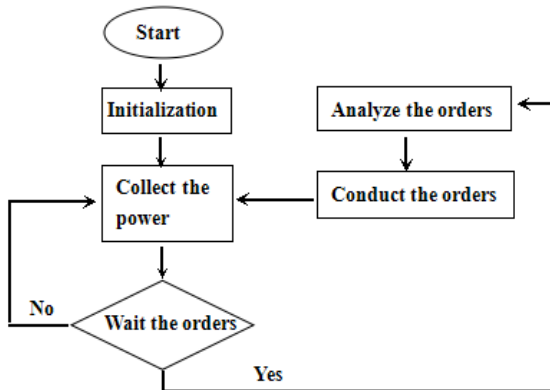 Start
Initialization
Analyze the orders
Collect the
power
Conduct the orders
No
Wait the orders
Yes